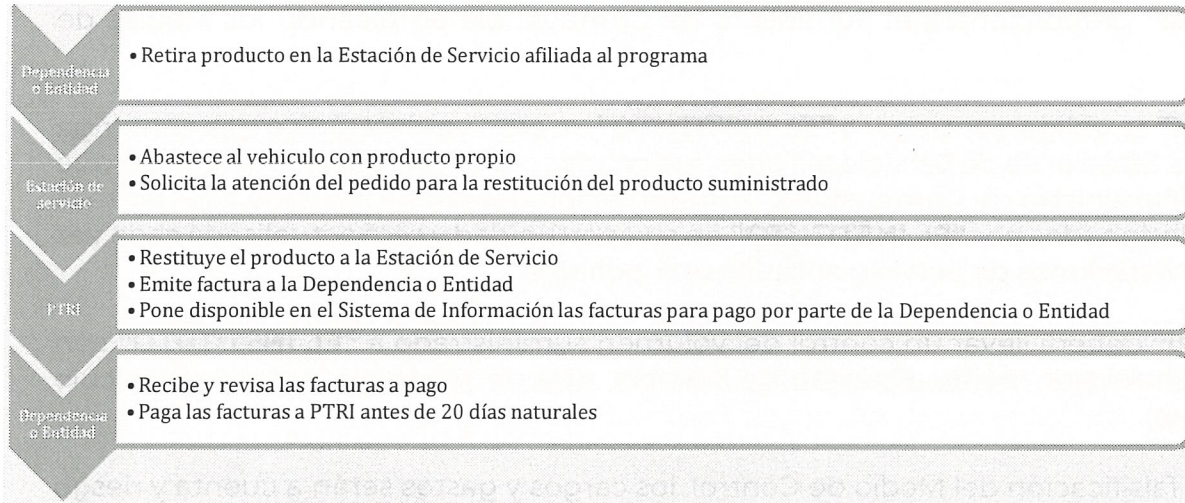 Dependencia
o Entidad
• Retira producto en la Estación de Servicio afiliada al programa
Estación de
servicio
• Abastece al vehiculo con producto propio
• Solicita la atención del pedido para la restitución del producto suministrado
PTRI
• Restituye el producto a la Estación de Servicio
• Emite factura a la Dependencia o Entidad
• Pone disponible en el Sistema de Información las facturas para pago por parte de la Dependencia o Entidad
Dependencia
o Entidad
• Recibe y revisa las facturas a pago
• Paga las facturas a PTRI antes de 20 días naturales